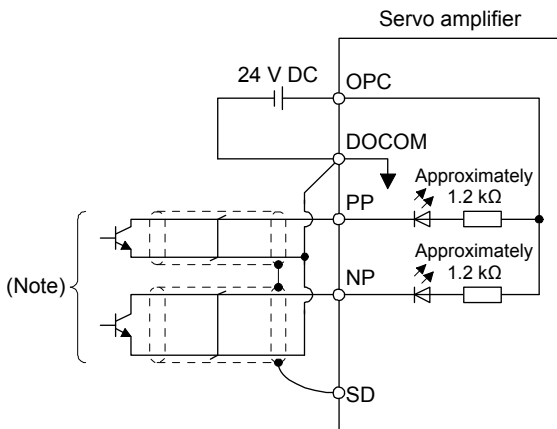 Servo amplifier
24 V DC
OPC
DOCOM
Approximately
1.2 kΩ
PP
Approximately
1.2 kΩ
NP
(Note)
SD